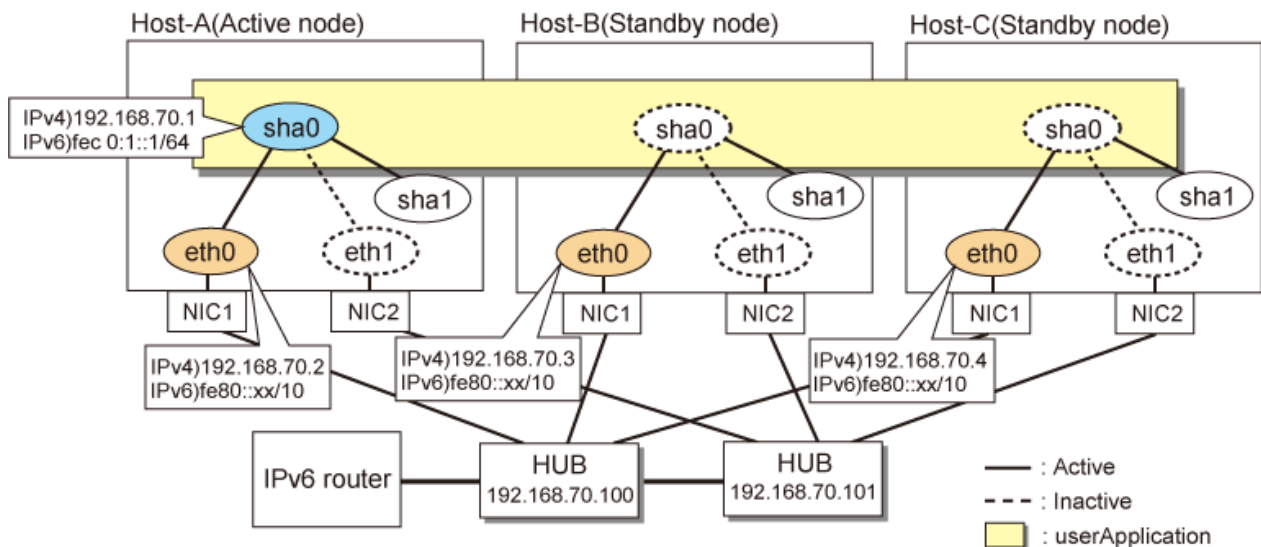 Host-A(Active node)
Host-B(Standby node)
Host-C(Standby node)
IPv4)192.168.70.1
IPv6)fec 0:1::1/64
sha0
sha0
sha0
sha1
sha1
sha1
eth0
eth1
eth0
eth1
eth0
eth1
NIC1
NIC2
NIC1
NIC2
NIC1
NIC2
IPv4)192.168.70.2
IPv6)fe80::xx/10
IPv4)192.168.70.3
IPv6)fe80::xx/10
IPv4)192.168.70.4
IPv6)fe80::xx/10
IPv6 router
HUB
192.168.70.100
HUB
192.168.70.101
: Active
: Inactive
: userApplication